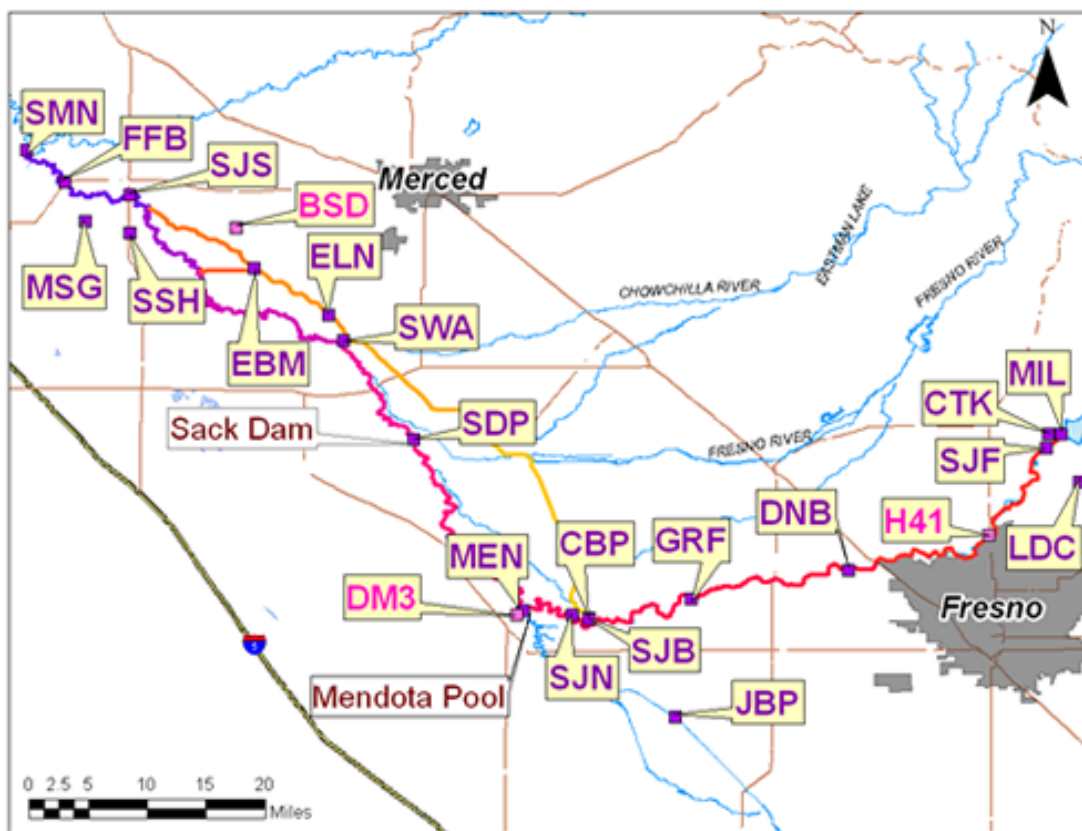 N
SMN
FFB
SJS
Merced
BSD
MSG
SSH
ELN
EBM
SWA
EASTMAN LAKE
FRESNO RIVER
CHOWCHILLA RIVER
MIL
CTK
Sack Dam
SDP
FRESNO RIVER
SJF
DNB
H41
LDC
MEN
CBP
GRF
DM3
Fresno
SJB
SJN
Mendota Pool
JBP
5
0 2.5 5 10 15 20
Miles